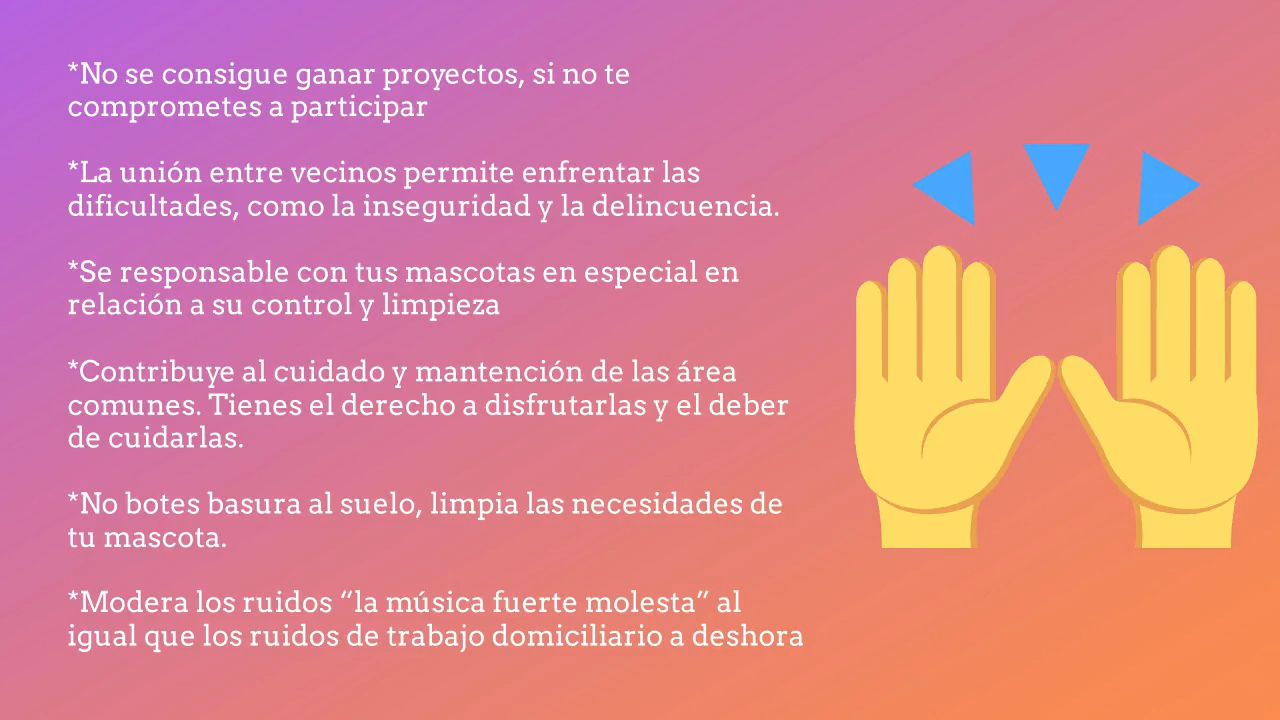 *No se consigue ganar proyectos, si no te
comprometes a participar
*La unión entre vecinos permite enfrentar las
dificultades, como la inseguridad y la delincuencia.
*Se responsable con tus mascotas en especial en
relación a su control y limpieza
*Contribuye al cuidado y mantención de las área
comunes. Tienes el derecho a disfrutarlas y el deber
de cuidarlas.
*No botes basura al suelo, limpia las necesidades de
tu mascota.
*Modera los ruidos “la música fuerte molesta” al
igual que los ruidos de trabajo domiciliario a deshora